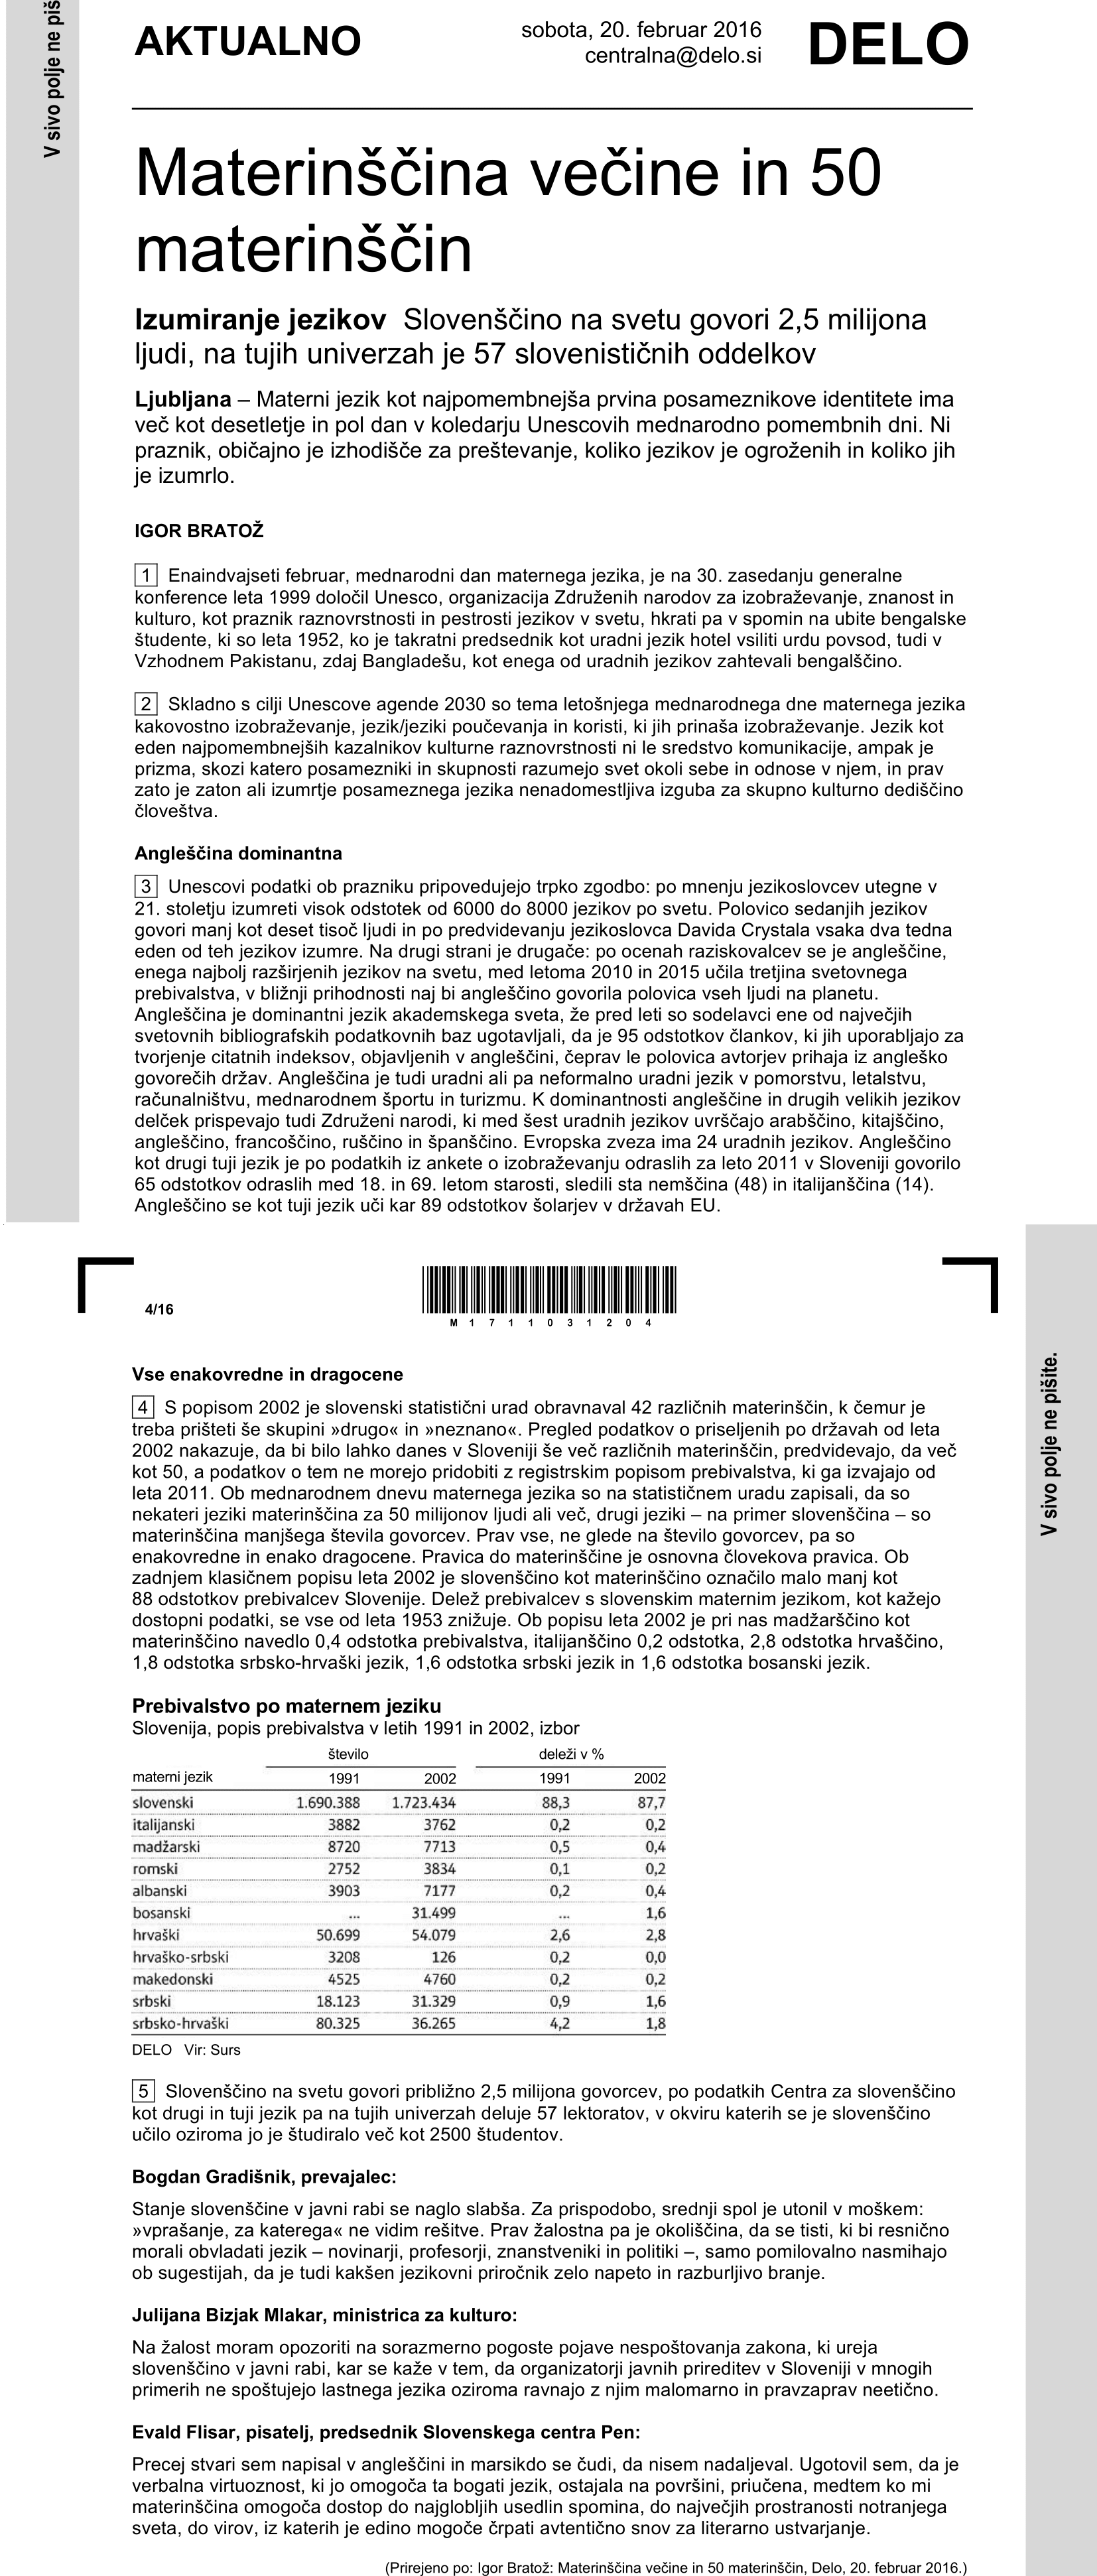 V sivo polje ne piš
AKTUALNO
sobota, 20. februar 2016
centralna@delo.si
DELO
Materinščina večine in 50
materinščin
Izumiranje jezikov Slovenščino na svetu govori 2,5 milijona
ljudi, na tujih univerzah je 57 slovenističnih oddelkov
Ljubljana – Materni jezik kot najpomembnejša prvina posameznikove identitete ima
več kot desetletje in pol dan v koledarju Unescovih mednarodno pomembnih dni. Ni
praznik, običajno je izhodišče za preštevanje, koliko jezikov je ogroženih in koliko jih
je izumrlo.
IGOR BRATOŽ
1 Enaindvajseti februar, mednarodni dan maternega jezika, je na 30. zasedanju generalne
konference leta 1999 določil Unesco, organizacija Združenih narodov za izobraževanje, znanost in
kulturo, kot praznik raznovrstnosti in pestrosti jezikov v svetu, hkrati pa v spomin na ubite bengalske
študente, ki so leta 1952, ko je takratni predsednik kot uradni jezik hotel vsiliti urdu povsod, tudi v
Vzhodnem Pakistanu, zdaj Bangladešu, kot enega od uradnih jezikov zahtevali bengalščino.
2 Skladno s cilji Unescove agende 2030 so tema letošnjega mednarodnega dne maternega jezika
kakovostno izobraževanje, jezik/jeziki poučevanja in koristi, ki jih prinaša izobraževanje. Jezik kot
eden najpomembnejših kazalnikov kulturne raznovrstnosti ni le sredstvo komunikacije, ampak je
prizma, skozi katero posamezniki in skupnosti razumejo svet okoli sebe in odnose v njem, in prav
zato je zaton ali izumrtje posameznega jezika nenadomestljiva izguba za skupno kulturno dediščino
človeštva.
Angleščina dominantna
3 Unescovi podatki ob prazniku pripovedujejo trpko zgodbo: po mnenju jezikoslovcev utegne v
21. stoletju izumreti visok odstotek od 6000 do 8000 jezikov po svetu. Polovico sedanjih jezikov
govori manj kot deset tisoč ljudi in po predvidevanju jezikoslovca Davida Crystala vsaka dva tedna
eden od teh jezikov izumre. Na drugi strani je drugače: po ocenah raziskovalcev se je angleščine,
enega najbolj razširjenih jezikov na svetu, med letoma 2010 in 2015 učila tretjina svetovnega
prebivalstva, v bližnji prihodnosti naj bi angleščino govorila polovica vseh ljudi na planetu.
Angleščina je dominantni jezik akademskega sveta, že pred leti so sodelavci ene od največjih
svetovnih bibliografskih podatkovnih baz ugotavljali, da je 95 odstotkov člankov, ki jih uporabljajo za
tvorjenje citatnih indeksov, objavljenih v angleščini, čeprav le polovica avtorjev prihaja iz angleško
govorečih držav. Angleščina je tudi uradni ali pa neformalno uradni jezik v pomorstvu, letalstvu,
računalništvu, mednarodnem športu in turizmu. K dominantnosti angleščine in drugih velikih jezikov
delček prispevajo tudi Združeni narodi, ki med šest uradnih jezikov uvrščajo arabščino, kitajščino,
angleščino, francoščino, ruščino in španščino. Evropska zveza ima 24 uradnih jezikov. Angleščino
kot drugi tuji jezik je po podatkih iz ankete o izobraževanju odraslih za leto 2011 v Sloveniji govorilo
65 odstotkov odraslih med 18. in 69. letom starosti, sledili sta nemščina (48) in italijanščina (14).
Angleščino se kot tuji jezik uči kar 89 odstotkov šolarjev v državah EU.
4/16
M 1 7 1 1 0 3 1 2 0 4
V sivo polje ne pišite.
Vse enakovredne in dragocene
4 S popisom 2002 je slovenski statistični urad obravnaval 42 različnih materinščin, k čemur je
treba prišteti še skupini »drugo« in »neznano«. Pregled podatkov o priseljenih po državah od leta
2002 nakazuje, da bi bilo lahko danes v Sloveniji še več različnih materinščin, predvidevajo, da več
kot 50, a podatkov o tem ne morejo pridobiti z registrskim popisom prebivalstva, ki ga izvajajo od
leta 2011. Ob mednarodnem dnevu maternega jezika so na statističnem uradu zapisali, da so
nekateri jeziki materinščina za 50 milijonov ljudi ali več, drugi jeziki – na primer slovenščina – so
materinščina manjšega števila govorcev. Prav vse, ne glede na število govorcev, pa so
enakovredne in enako dragocene. Pravica do materinščine je osnovna človekova pravica. Ob
zadnjem klasičnem popisu leta 2002 je slovenščino kot materinščino označilo malo manj kot
88 odstotkov prebivalcev Slovenije. Delež prebivalcev s slovenskim maternim jezikom, kot kažejo
dostopni podatki, se vse od leta 1953 znižuje. Ob popisu leta 2002 je pri nas madžarščino kot
materinščino navedlo 0,4 odstotka prebivalstva, italijanščino 0,2 odstotka, 2,8 odstotka hrvaščino,
1,8 odstotka srbsko-hrvaški jezik, 1,6 odstotka srbski jezik in 1,6 odstotka bosanski jezik.
Prebivalstvo po maternem jeziku
Slovenija, popis prebivalstva v letih 1991 in 2002, izbor
število deleži v %
materni jezik 1991 2002 1991 2002
slovenski 1.690.388 1.723.434 88,3 87,7
italijanski 3882 3762 0,2 0,2
madžarski 8720 7713 0,5 0,4
romski 2752 3834 0,1 0,2
albanski 3903 7177 0,2 0,4
bosanski ... 31.499 ... 1,6
hrvaški 50.699 54.079 2,6 2,8
hrvaško-srbski 3208 126 0,2 0,0
makedonski 4525 4760 0,2 0,2
srbski 18.123 31.329 0,9 1,6
srbsko-hrvaški 80.325 36.265 4,2 1,8
DELO Vir: Surs
5 Slovenščino na svetu govori približno 2,5 milijona govorcev, po podatkih Centra za slovenščino
kot drugi in tuji jezik pa na tujih univerzah deluje 57 lektoratov, v okviru katerih se je slovenščino
učilo oziroma jo je študiralo več kot 2500 študentov.
Bogdan Gradišnik, prevajalec:
Stanje slovenščine v javni rabi se naglo slabša. Za prispodobo, srednji spol je utonil v moškem:
»vprašanje, za katerega« ne vidim rešitve. Prav žalostna pa je okoliščina, da se tisti, ki bi resnično
morali obvladati jezik – novinarji, profesorji, znanstveniki in politiki –, samo pomilovalno nasmihajo
ob sugestijah, da je tudi kakšen jezikovni priročnik zelo napeto in razburljivo branje.
Julijana Bizjak Mlakar, ministrica za kulturo:
Na žalost moram opozoriti na sorazmerno pogoste pojave nespoštovanja zakona, ki ureja
slovenščino v javni rabi, kar se kaže v tem, da organizatorji javnih prireditev v Sloveniji v mnogih
primerih ne spoštujejo lastnega jezika oziroma ravnajo z njim malomarno in pravzaprav neetično.
Evald Flisar, pisatelj, predsednik Slovenskega centra Pen:
Precej stvari sem napisal v angleščini in marsikdo se čudi, da nisem nadaljeval. Ugotovil sem, da je
verbalna virtuoznost, ki jo omogoča ta bogati jezik, ostajala na površini, priučena, medtem ko mi
materinščina omogoča dostop do najglobljih usedlin spomina, do največjih prostranosti notranjega
sveta, do virov, iz katerih je edino mogoče črpati avtentično snov za literarno ustvarjanje.
(Prirejeno po: Igor Bratož: Materinščina večine in 50 materinščin, Delo, 20. februar 2016.)